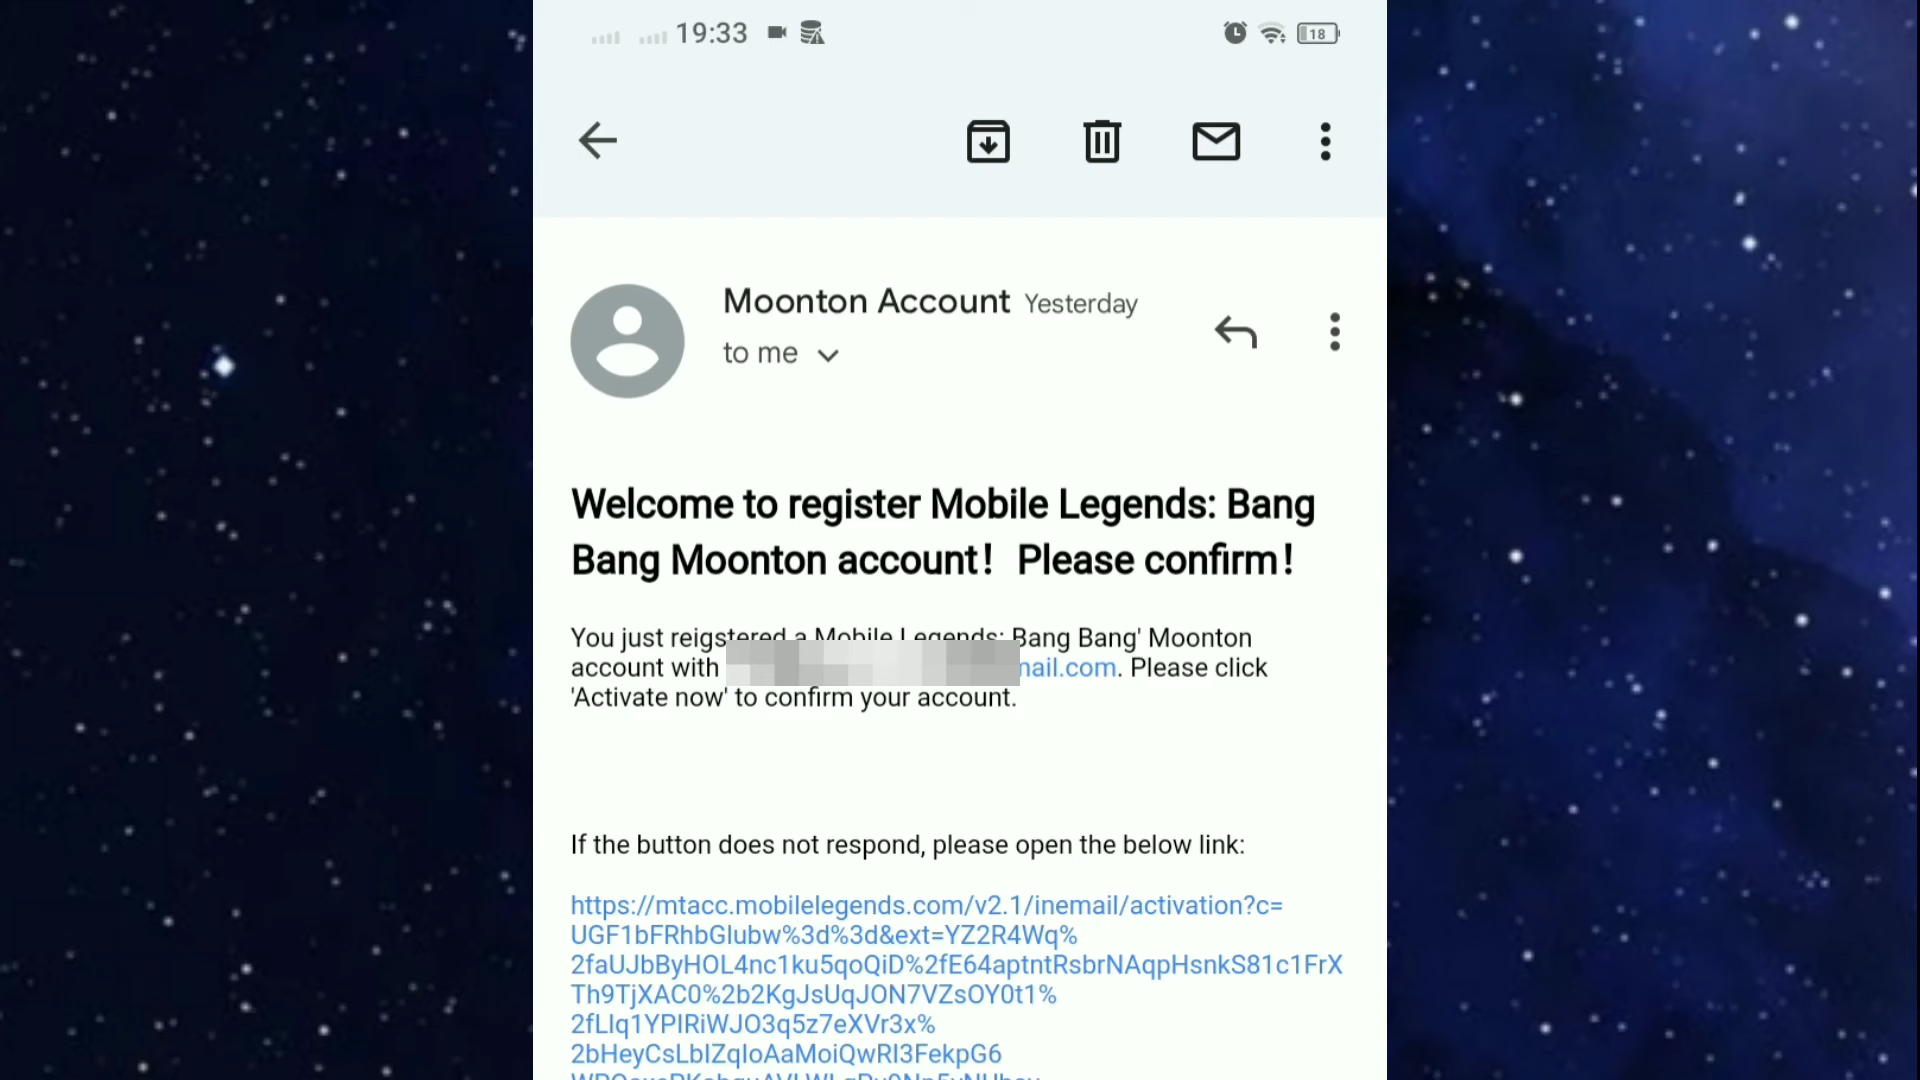 19:33
18
Moonton Account Yesterday
to me
Welcome to register Mobile Legends: Bang
Bang Moonton account! Please confirm!
You just reigstered a Mobile Legends: Bang Bang' Moonton
account with mail.com. Please click
'Activate now' to confirm your account.
If the button does not respond, please open the below link:
https://mtacc.mobilelegends.com/v2.1/inemail/activation?c=
UGF1bFRhbGlubw%3d%3d&ext=YZ2R4Wq%
2faUJbByHOL4nc1ku5qoQiD%2fE64aptntRsbrNAqpHsnkS81c1FrX
Th9TjXAC0%2b2KgJsUqJON7VZsOY0t1%
2fLIq1YPIRiWJO3q5z7eXVr3x%
2bHeyCsLbIZqIoAaMoiQwRI3FekpG6